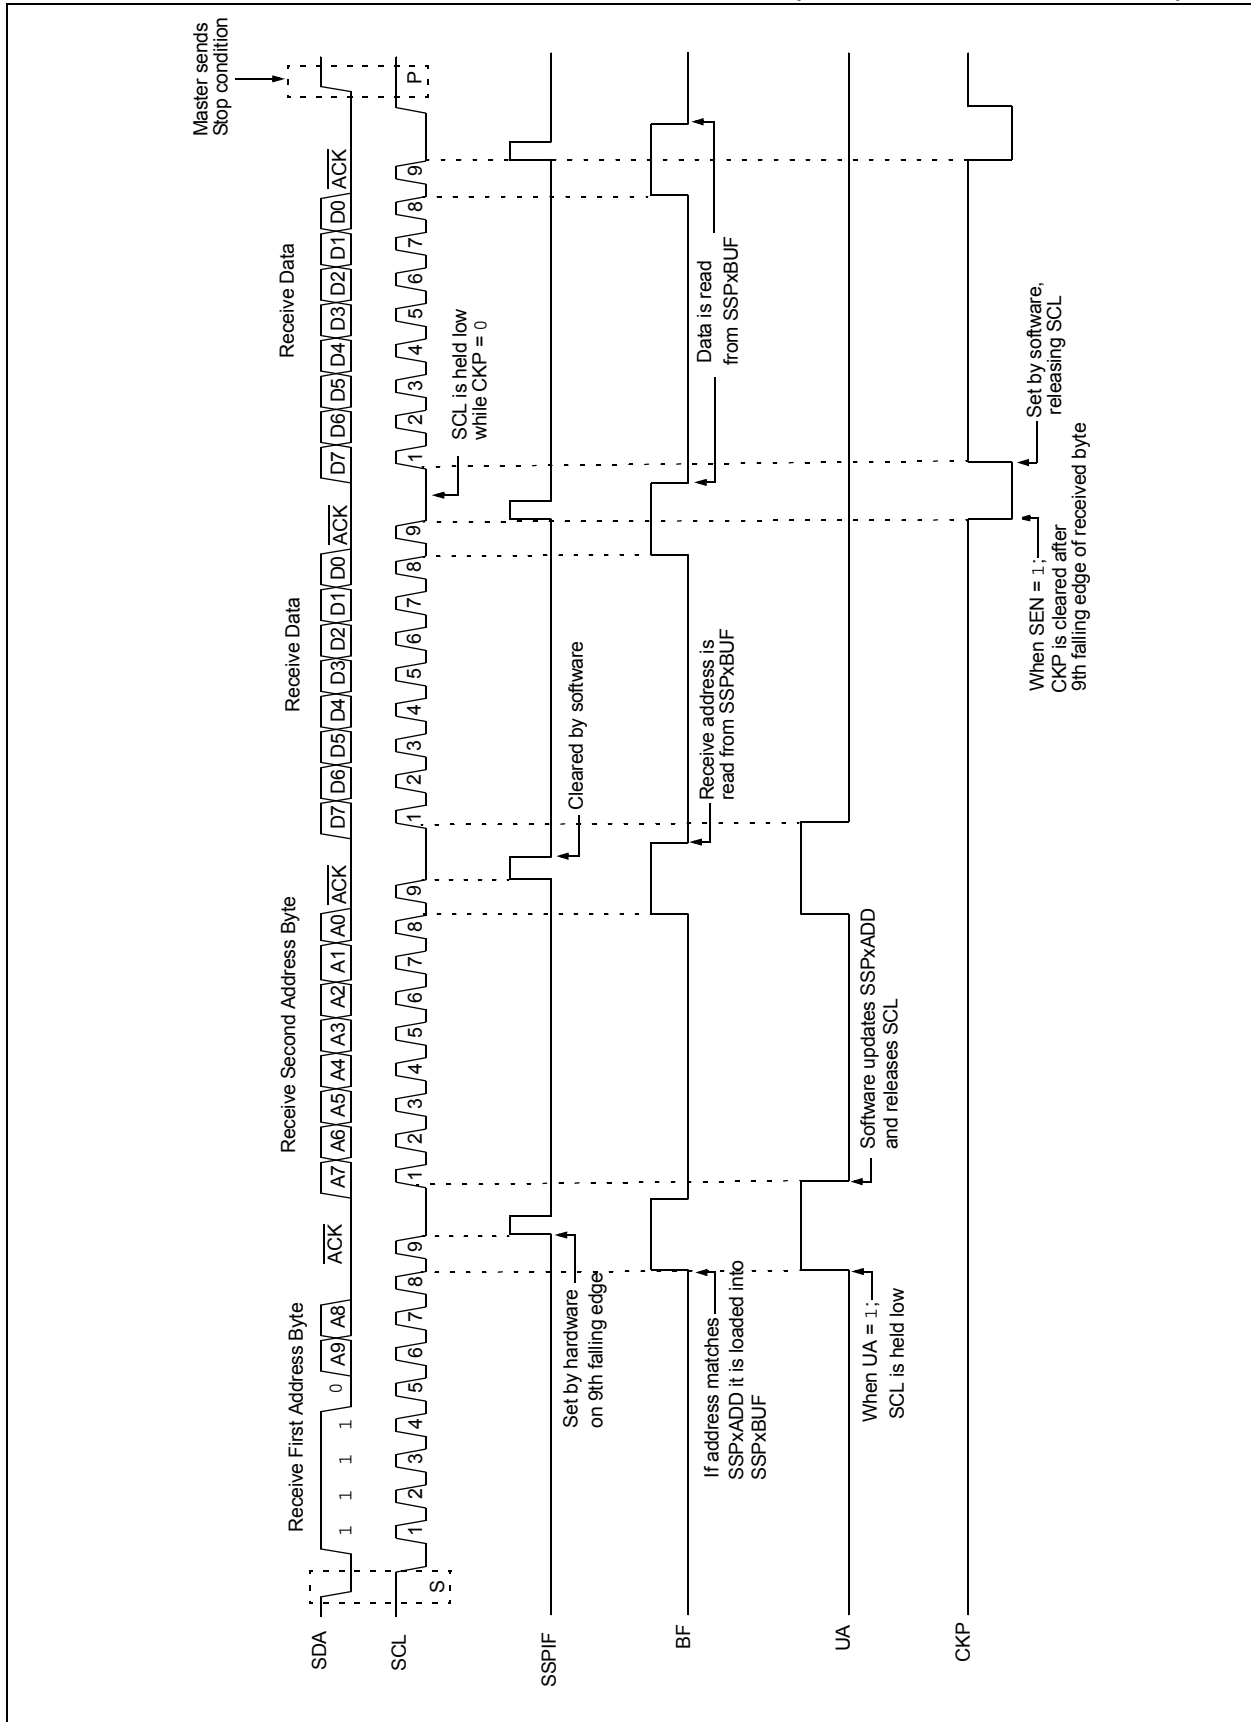 Master sends
Stop condition
Receive First Address Byte
Receive Second Address Byte
Receive Data
Receive Data
SDA
1 1 1 1 0 A9 A8 ACK
A7 A6 A5 A4 A3 A2 A1 A0 ACK
D7 D6 D5 D4 D3 D2 D1 D0 ACK
D7 D6 D5 D4 D3 D2 D1 D0 ACK
SCL
S
1 2 3 4 5 6 7 8 9
1 2 3 4 5 6 7 8 9
1 2 3 4 5 6 7 8 9
1 2 3 4 5 6 7 8 9
P
SCL is held low
while CKP = 0
SSPIF
Set by hardware
on 9th falling edge
Cleared by software
BF
If address matches
SSPxADD it is loaded into
SSPxBUF
Receive address is
read from SSPxBUF
Data is read
from SSPxBUF
UA
When UA = 1;
SCL is held low
Software updates SSPxADD
and releases SCL
CKP
When SEN = 1;
CKP is cleared after
9th falling edge of received byte
Set by software,
releasing SCL